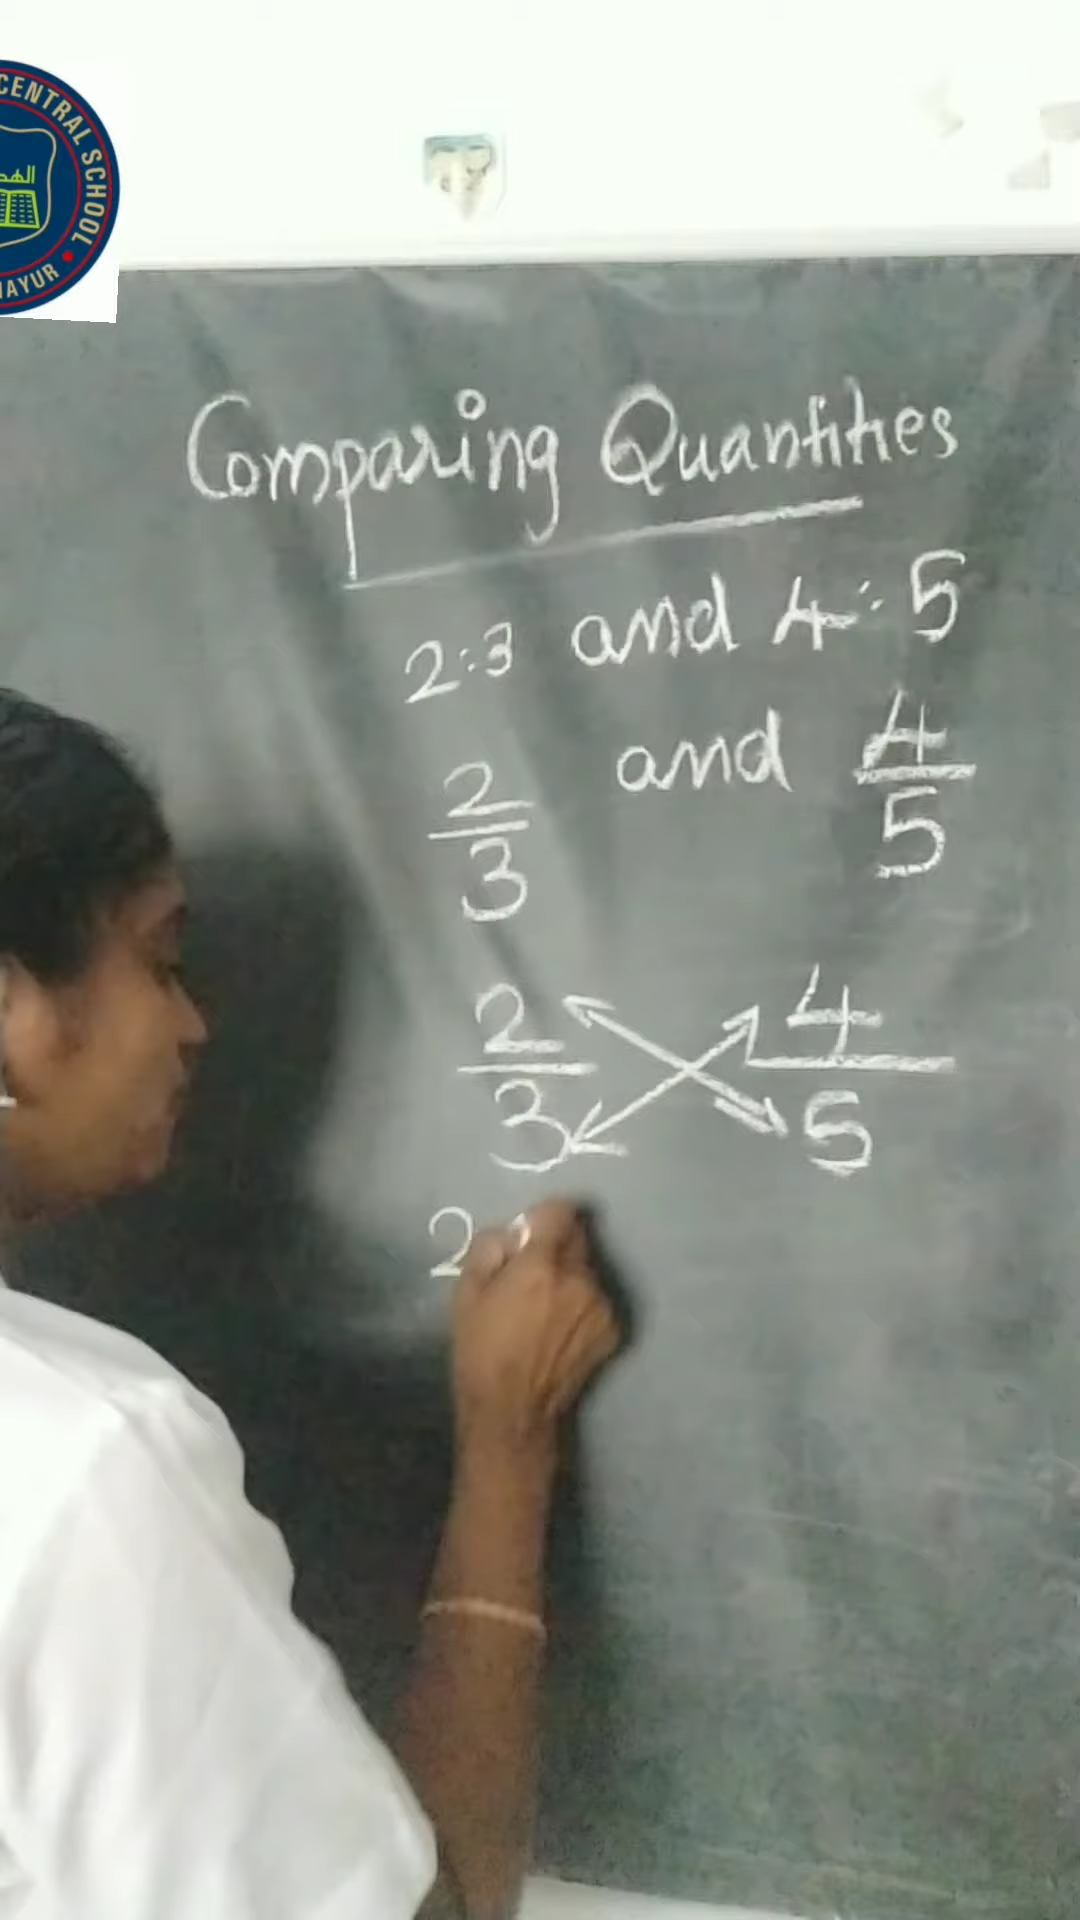 CENTRAL SCHOOL
Comparing Quantities
2:3 and 4:5
2/3 and 4/5
2/3 4/5
2